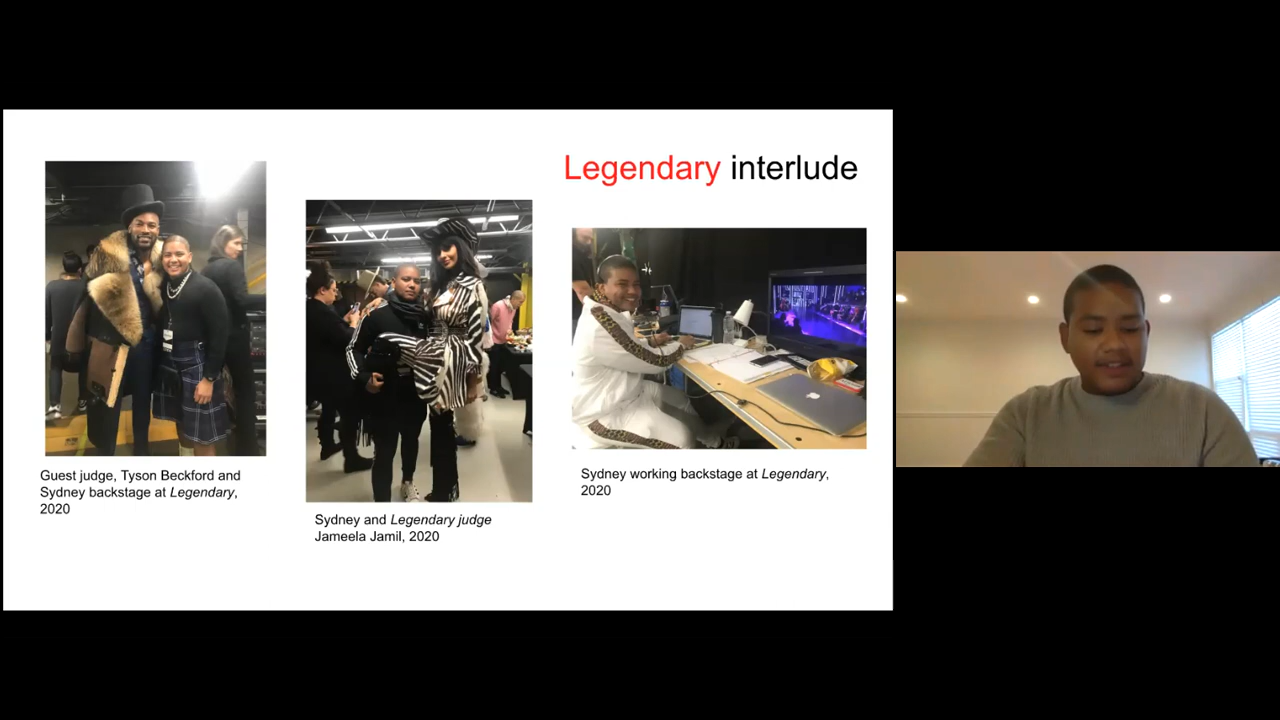 Legendary interlude
Guest judge, Tyson Beckford and
Sydney backstage at Legendary,
2020
Sydney and Legendary judge
Jameela Jamil, 2020
Sydney working backstage at Legendary,
2020